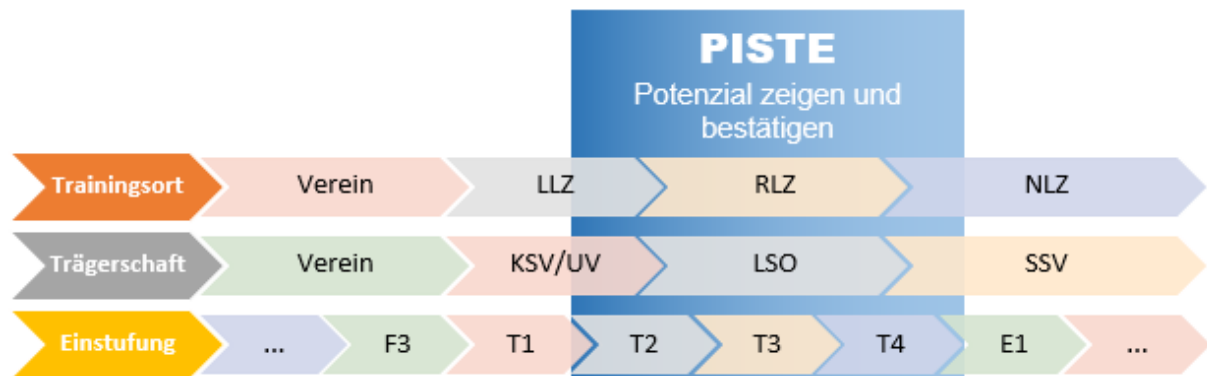 PISTE
Potenzial zeigen und
bestätigen
Trainingsort Verein LLZ RLZ NLZ
Trägerschaft Verein KSV/UV LSO SSV
Einstufung ... F3 T1 T2 T3 T4 E1 ...